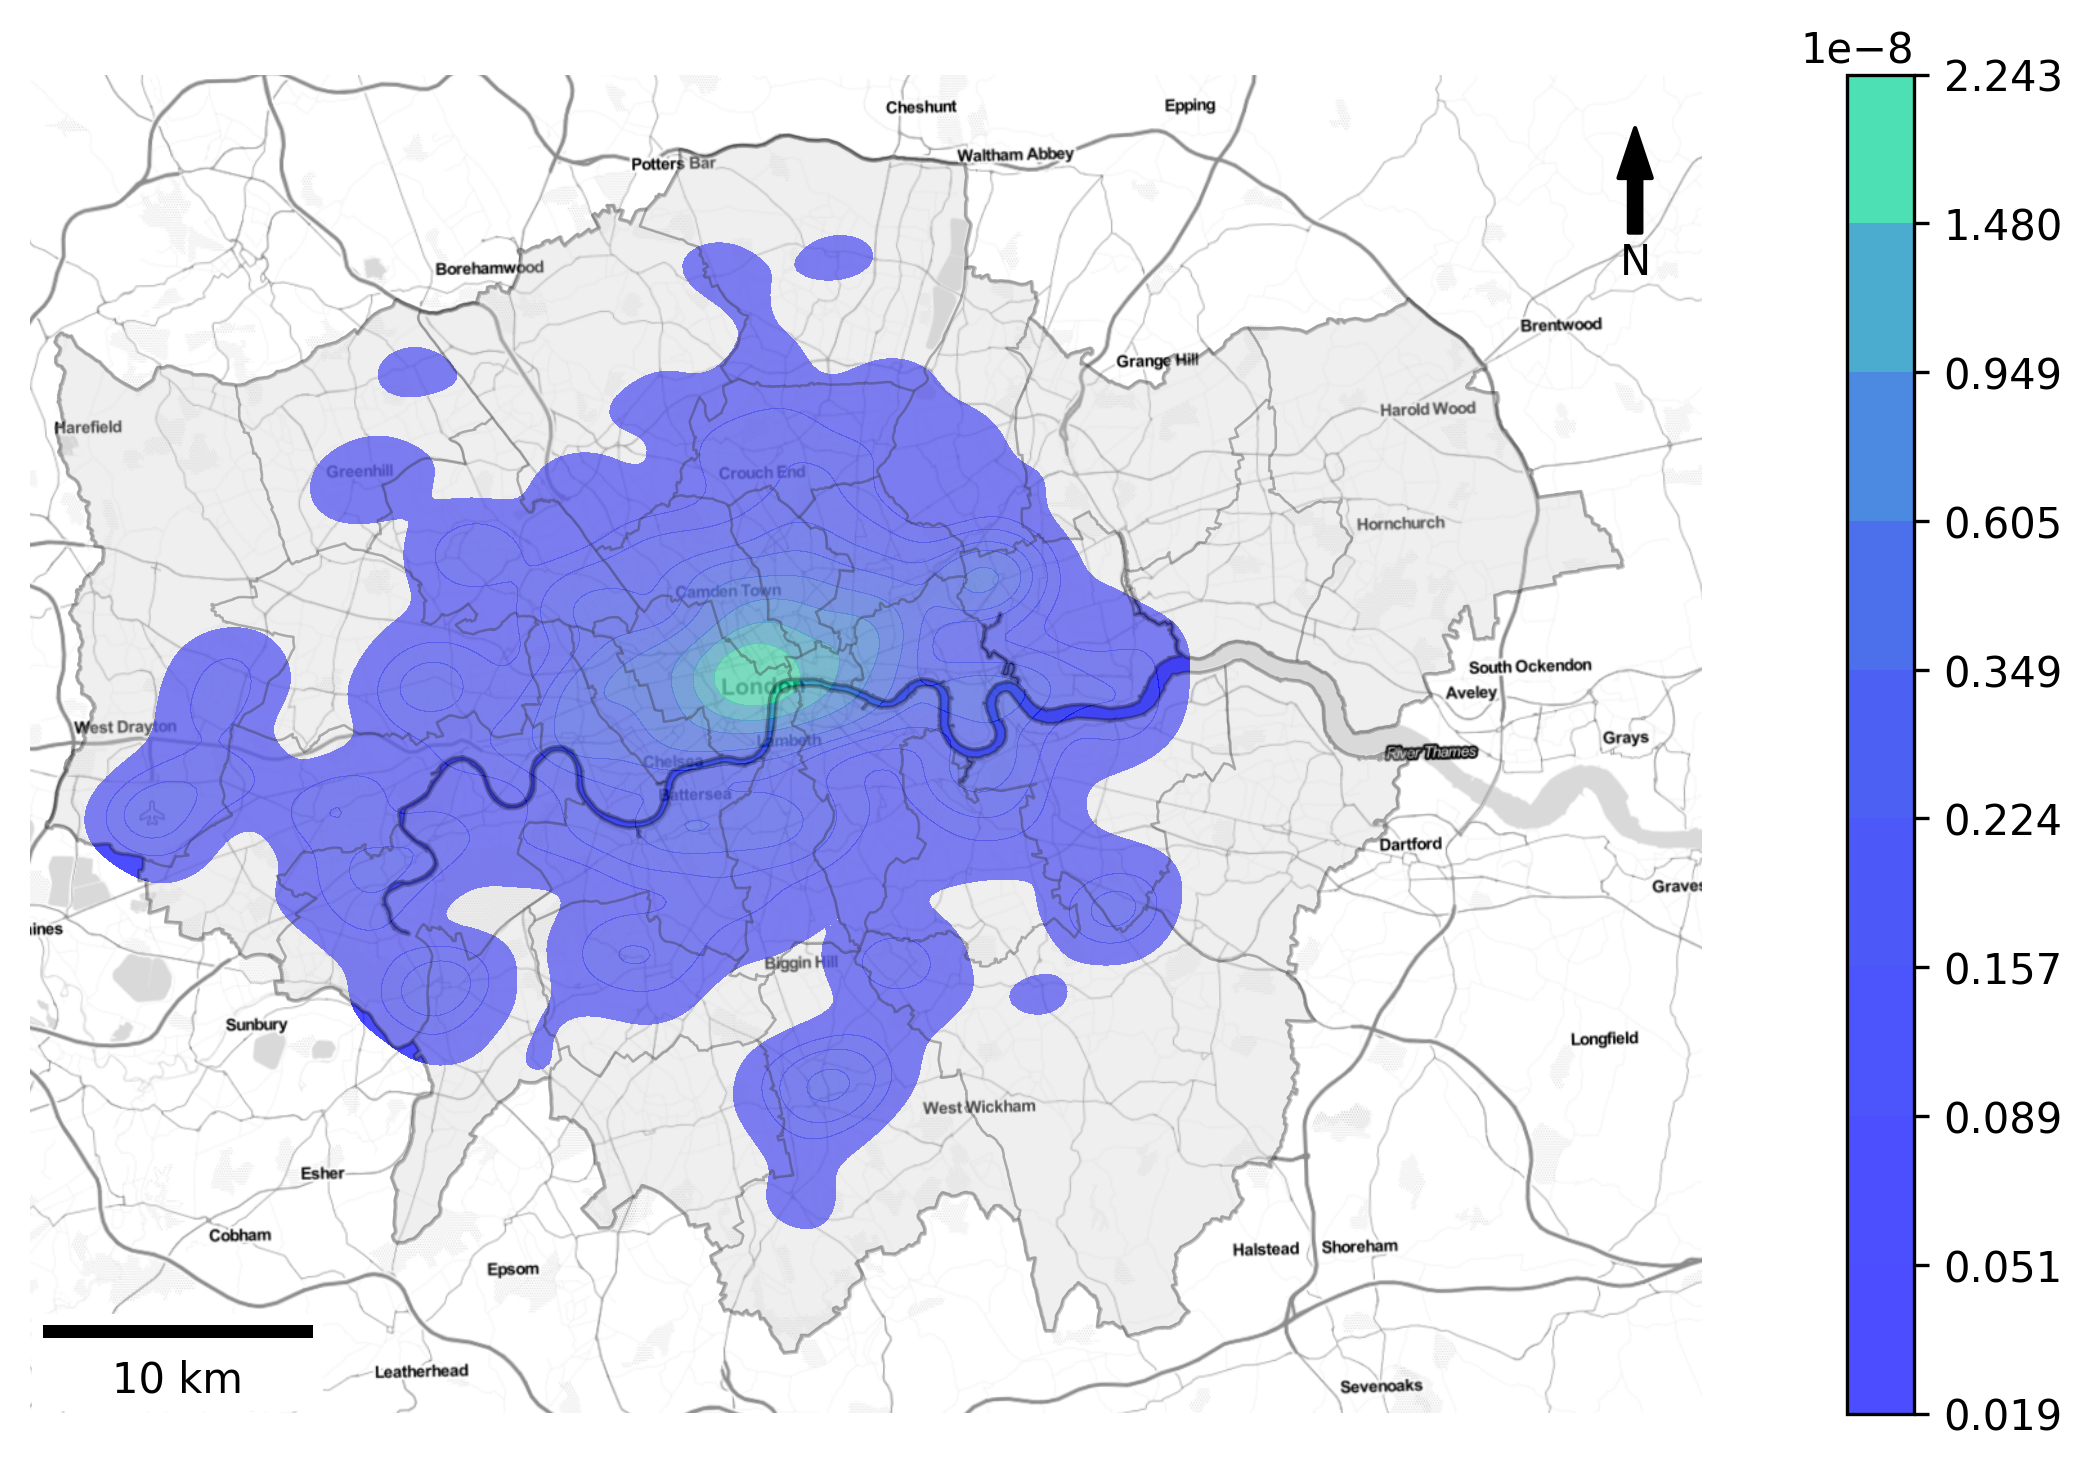 1e−8
2.243
1.480
0.949
0.605
0.349
0.224
0.157
0.089
0.051
0.019
N
Cheshunt
Epping
Waltham Abbey
Potters Bar
Borehamwood
Brentwood
Grange Hill
Harold Wood
Harefield
Greenhill
Crouch End
Hornchurch
Camden Town
South Ockendon
London
Aveley
West Drayton
Lambeth
Grays
River Thames
Chelsea
Battersea
Dartford
Graves
ines
Biggin Hill
Sunbury
Longfield
West Wickham
Esher
Cobham
Halstead
Shoreham
Epsom
Leatherhead
Sevenoaks
10 km